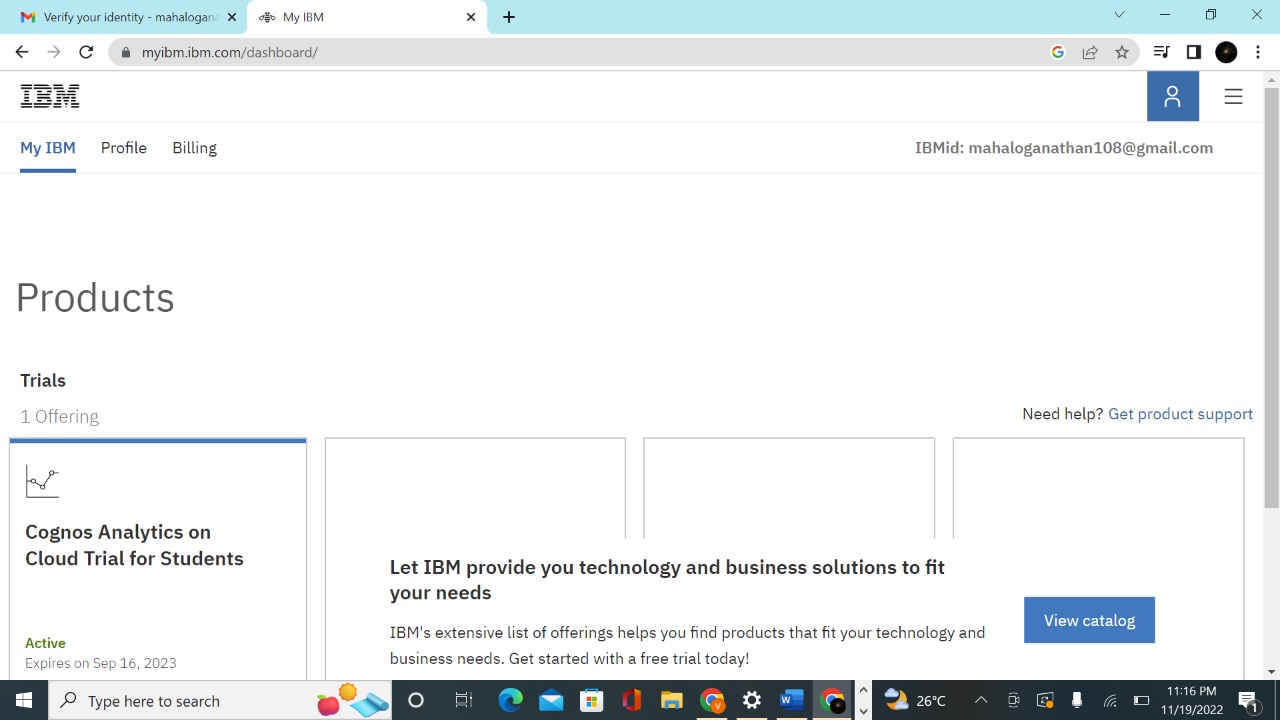 Verify your identity - mahalogana
My IBM
myibm.ibm.com/dashboard/
IBM
My IBM Profile Billing IBMid: mahaloganathan108@gmail.com
Products
Trials
1 Offering
Need help? Get product support
Cognos Analytics on
Cloud Trial for Students
Active
Expires on Sep 16, 2023
Let IBM provide you technology and business solutions to fit
your needs
IBM's extensive list of offerings helps you find products that fit your technology and
business needs. Get started with a free trial today!
View catalog
Type here to search
26°C
11:16 PM
11/19/2022
1